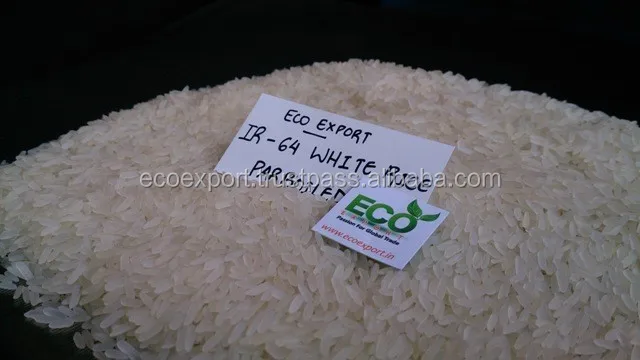 ECO EXPORT
IR-64 WHITE RICE
PARBOILED
ecoexport.trustpass.alibaba.com
ECO
EXPORT
Passion For Global Trade
www.ecoexport.in